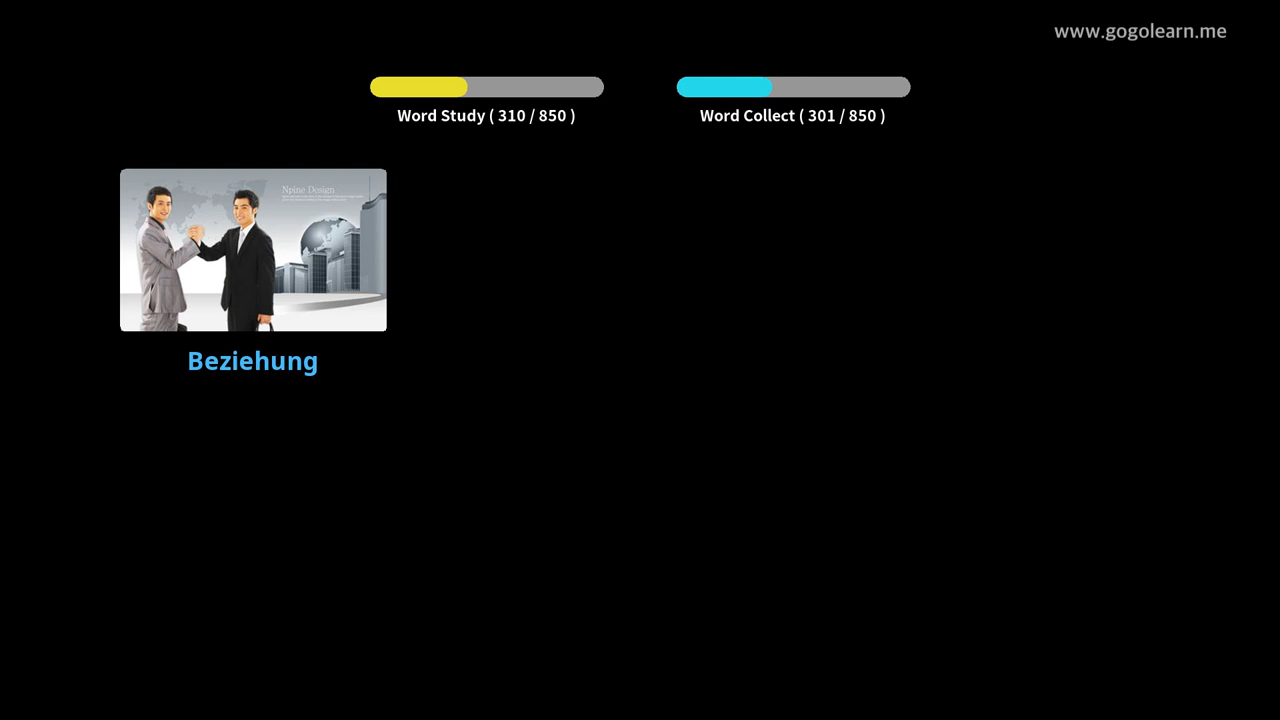 www.gogolearn.me
Word Study ( 310 / 850 )
Word Collect ( 301 / 850 )
Npine Design
Beziehung